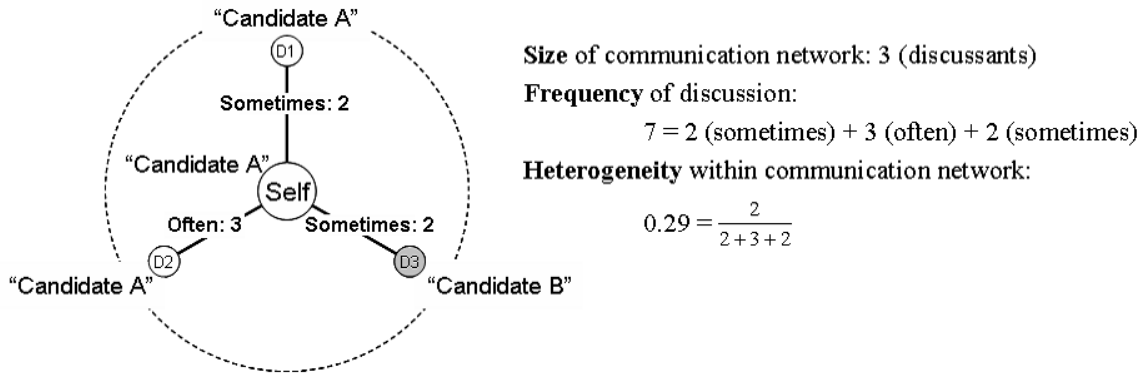 "Candidate A"
D1
Sometimes: 2
"Candidate A"
Self
Often: 3
Sometimes: 2
D2
D3
"Candidate A"
"Candidate B"
Size of communication network: 3 (discussants)
Frequency of discussion:
7 = 2 (sometimes) + 3 (often) + 2 (sometimes)
Heterogeneity within communication network:
0.29 = 2 / 2+3+2